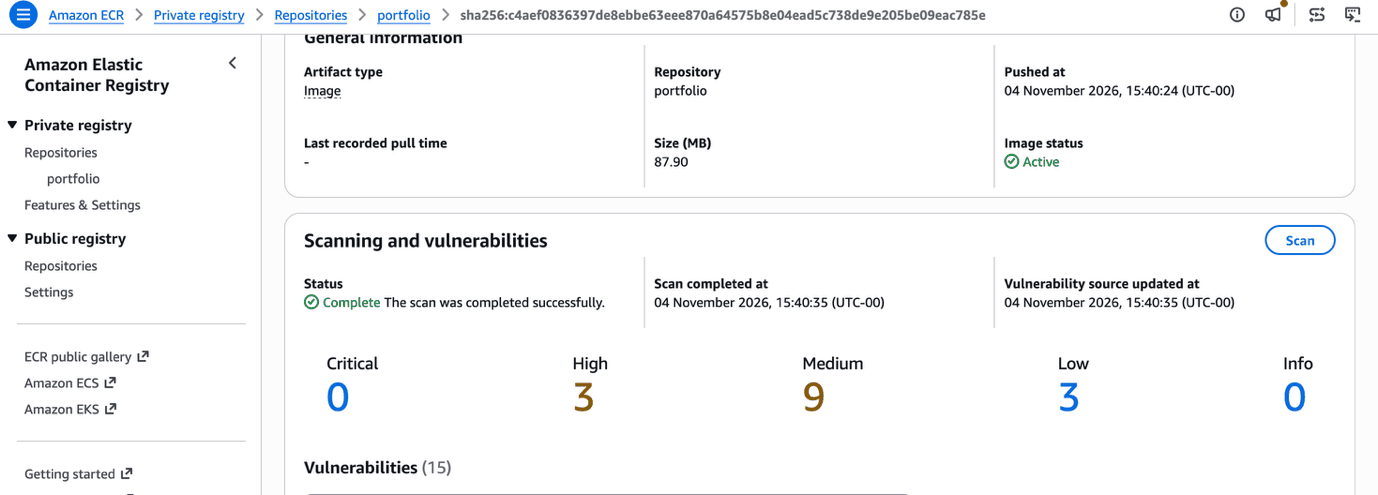 Amazon ECR > Private registry > Repositories > portfolio > sha256:c4aef0836397de8ebbe63eee870a64575b8e04ead5c738de9e205be09eac785e
Amazon Elastic
Container Registry
Private registry
Repositories
portfolio
Features & Settings
Public registry
Repositories
Settings
ECR public gallery
Amazon ECS
Amazon EKS
Getting started
General information
Artifact type
Image
Repository
portfolio
Pushed at
04 November 2026, 15:40:24 (UTC-00)
Last recorded pull time
-
Size (MB)
87.90
Image status
Active
Scanning and vulnerabilities
Scan
Status
Complete The scan was completed successfully.
Scan completed at
04 November 2026, 15:40:35 (UTC-00)
Vulnerability source updated at
04 November 2026, 15:40:35 (UTC-00)
Critical
0
High
3
Medium
9
Low
3
Info
0
Vulnerabilities (15)